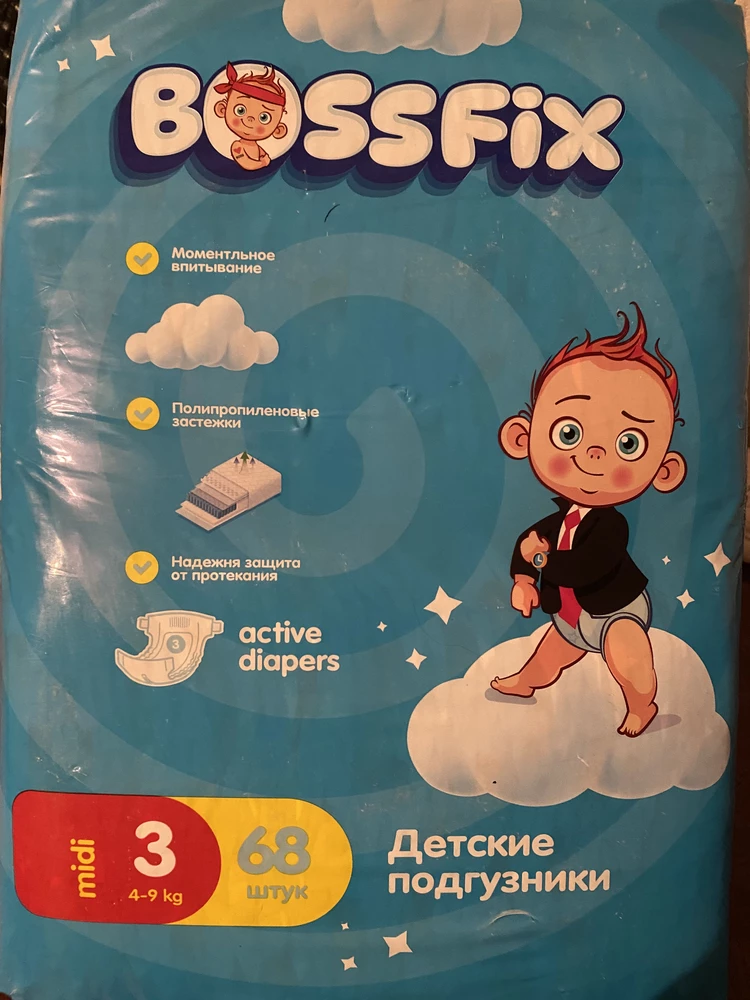 BOSSFix
Моментльное
впитывание
Полипропиленовые
застежки
Надежня защита
от протекания
3
active
diapers
midi
3
4-9 kg
68
штук
Детские
подгузники